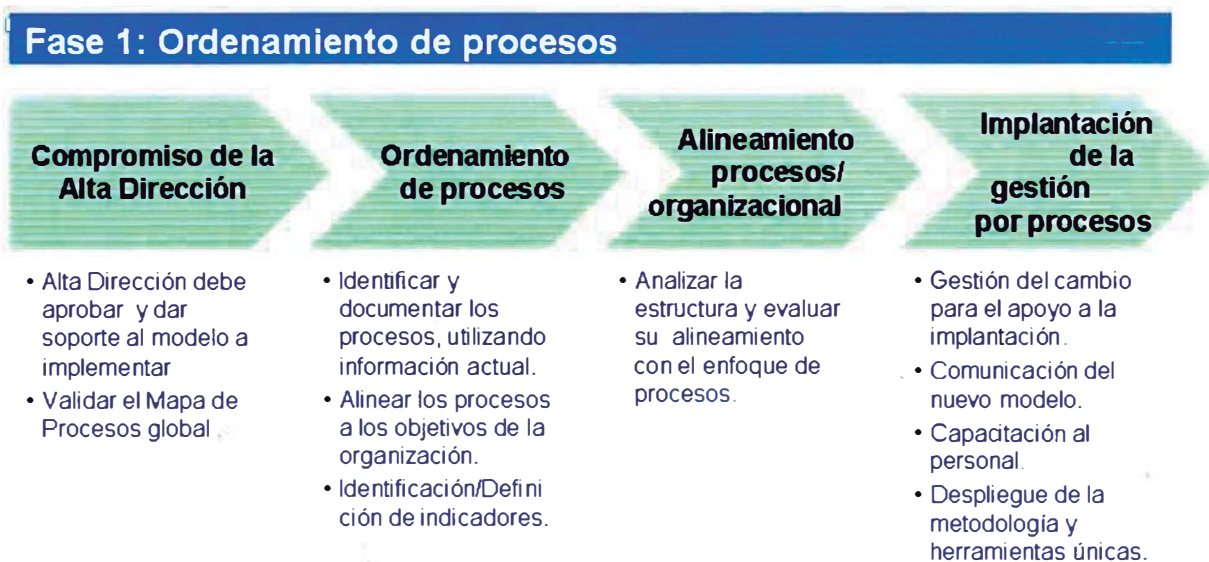 Fase 1: Ordenamiento de procesos
Compromiso de la
Alta Dirección
• Alta Dirección debe
aprobar y dar
soporte al modelo a
implementar
• Validar el Mapa de
Procesos global
Ordenamiento
de procesos
• Identificar y
documentar los
procesos, utilizando
información actual.
• Alinear los procesos
a los objetivos de la
organización.
• Identificación/Defini
ción de indicadores.
Alineamiento
procesos/
organizacional
• Analizar la
estructura y evaluar
su alineamiento
con el enfoque de
procesos.
Implantación
de la
gestión
por procesos
• Gestión del cambio
para el apoyo a la
implantación.
• Comunicación del
nuevo modelo.
• Capacitación al
personal.
• Despliegue de la
metodología y
herramientas únicas.